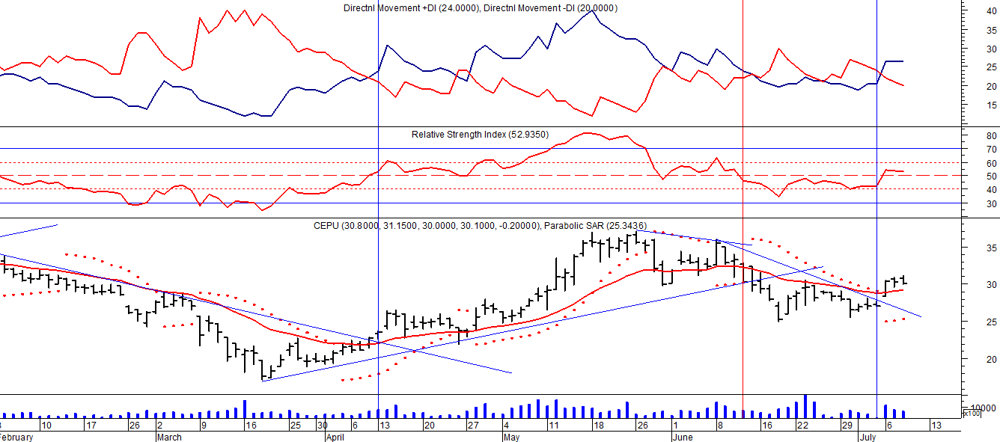 Directnl Movement +DI (24.0000), Directnl Movement -DI (20.0000)
40
35
30
25
20
15
Relative Strength Index (52.9350)
80
70
60
50
40
30
CEPU (30.8000, 31.1500, 30.0000, 30.1000, -0.20000), Parabolic SAR (25.3436)
35
30
25
20
10000
x100
10 17 26 2 9 16 25 30 6 13 20 27 4 11 18 26 1 8 16 22 29 6 13
February March April May June July